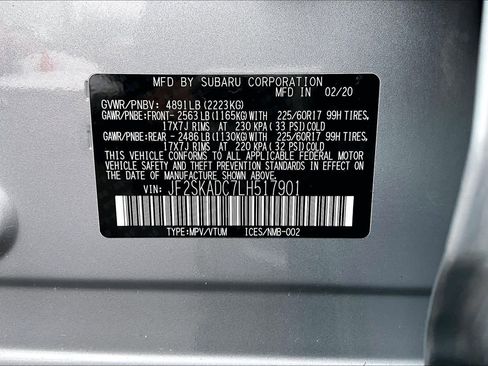 MFD BY SUBARU CORPORATION
MFD IN 02/20
GVWR/PNBV: 4891LB(2223KG)
GAWR/PNBE:FRONT- 2563LB(1165KG)WITH 225/60R17 99H TIRES,
17X7J RIMS AT 230 KPA(33 PSI)COLD
GAWR/PNBE:REAR - 2486LB(1130KG)WITH 225/60R17 99H TIRES,
17X7J RIMS AT 220 KPA(32 PSI)COLD
THIS VEHICLE CONFORMS TO ALL APPLICABLE
FEDERAL MOTOR VEHICLE SAFETY, BUMPER,
AND THEFT PREVENTION STANDARDS IN EFFECT ON
THE DATE OF MANUFACTURE SHOWN ABOVE.
VIN: JF2SKADC7LH517901
TYPE:MPV/VTUM ICES/NMB-002